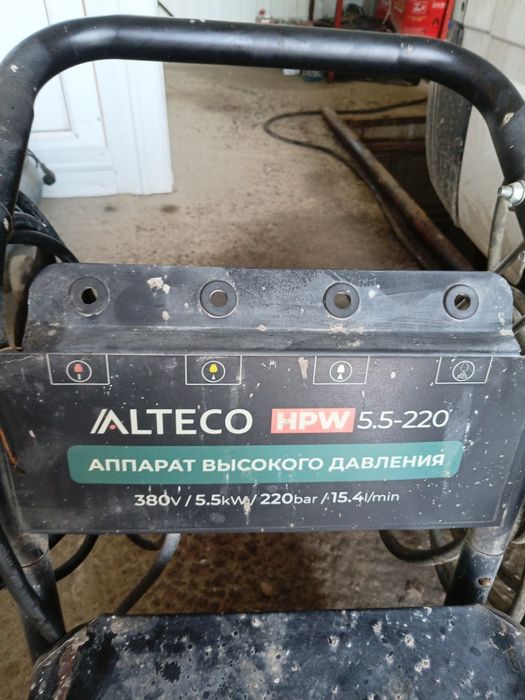 ALTECO HPW 5.5-220
АППАРАТ ВЫСОКОГО ДАВЛЕНИЯ
380V / 5.5kW / 220bar / 15.4l/min